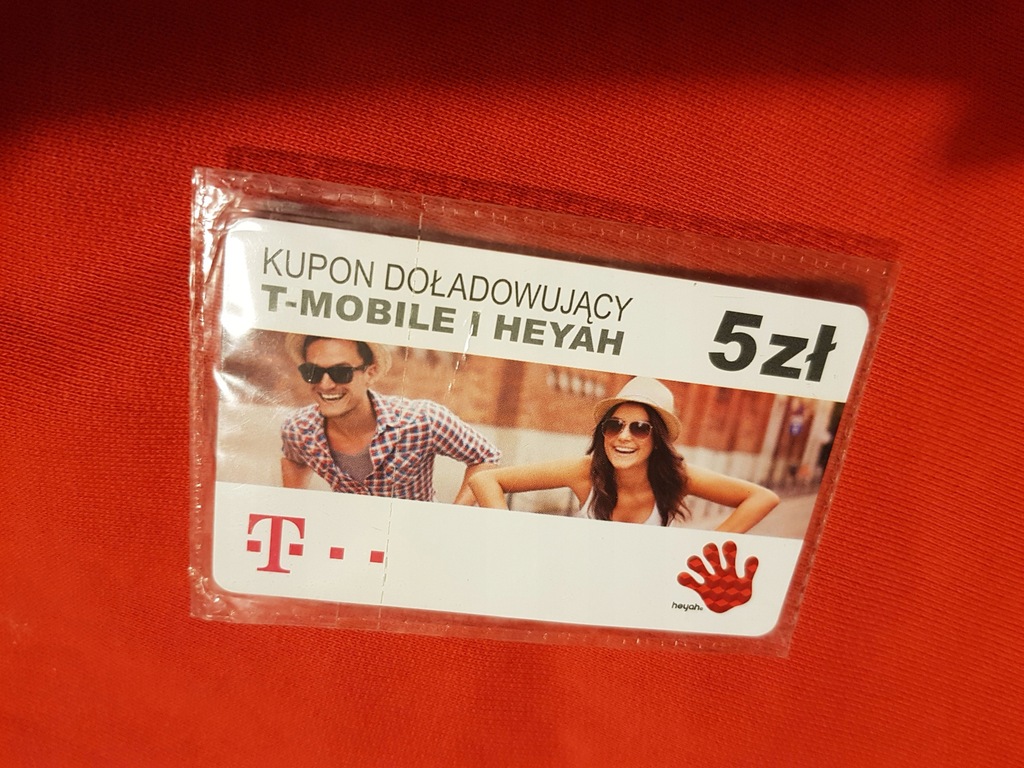 KUPON DOŁADOWUJĄCY
T-MOBILE I HEYAH
5zł
T
heyah